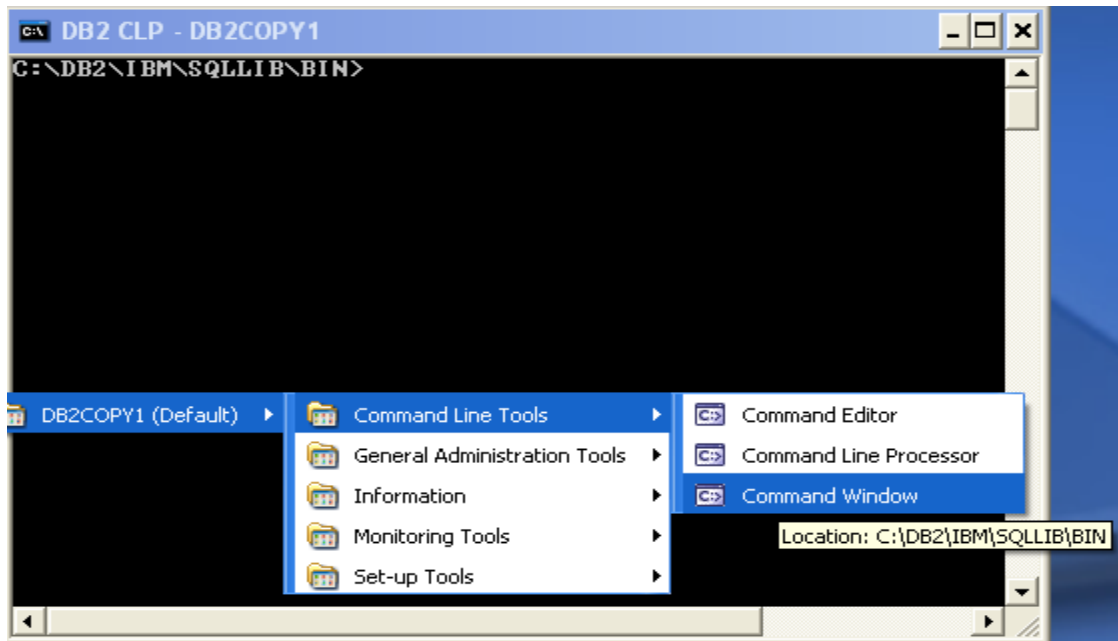 DB2 CLP - DB2COPY1
C:\DB2\IBM\SQLLIB\BIN>
DB2COPY1 (Default)
Command Line Tools
General Administration Tools
Information
Monitoring Tools
Set-up Tools
Command Editor
Command Line Processor
Command Window
Location: C:\DB2\IBM\SQLLIB\BIN